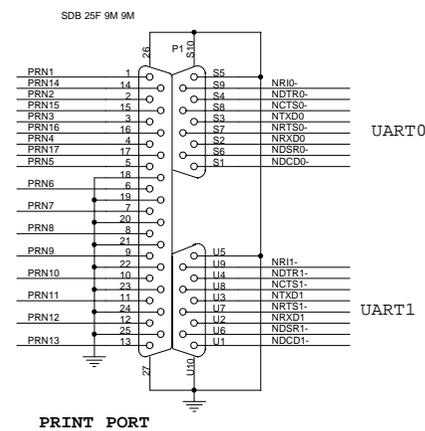 SDB 25F 9M 9M
26 P1 S10
PRN1 1 S5
PRN14 14 S9 NRI0-
PRN2 2 S4 NDTR0-
PRN15 15 S8 NCTS0-
PRN3 3 S3 NTXD0
PRN16 16 S7 NRTS0-
PRN4 4 S2 NRXD0
PRN17 17 S6 NDSR0-
PRN5 5 S1 NDCD0-
UART0
18
PRN6 6
19
PRN7 7
20
PRN8 8
21
PRN9 9 U5
22 U9 NRI1-
PRN10 10 U4 NDTR1-
23 U8 NCTS1-
PRN11 11 U3 NTXD1
24 U7 NRTS1-
PRN12 12 U2 NRXD1
25 U6 NDSR1-
PRN13 13 U1 NDCD1-
UART1
27 U10
PRINT PORT